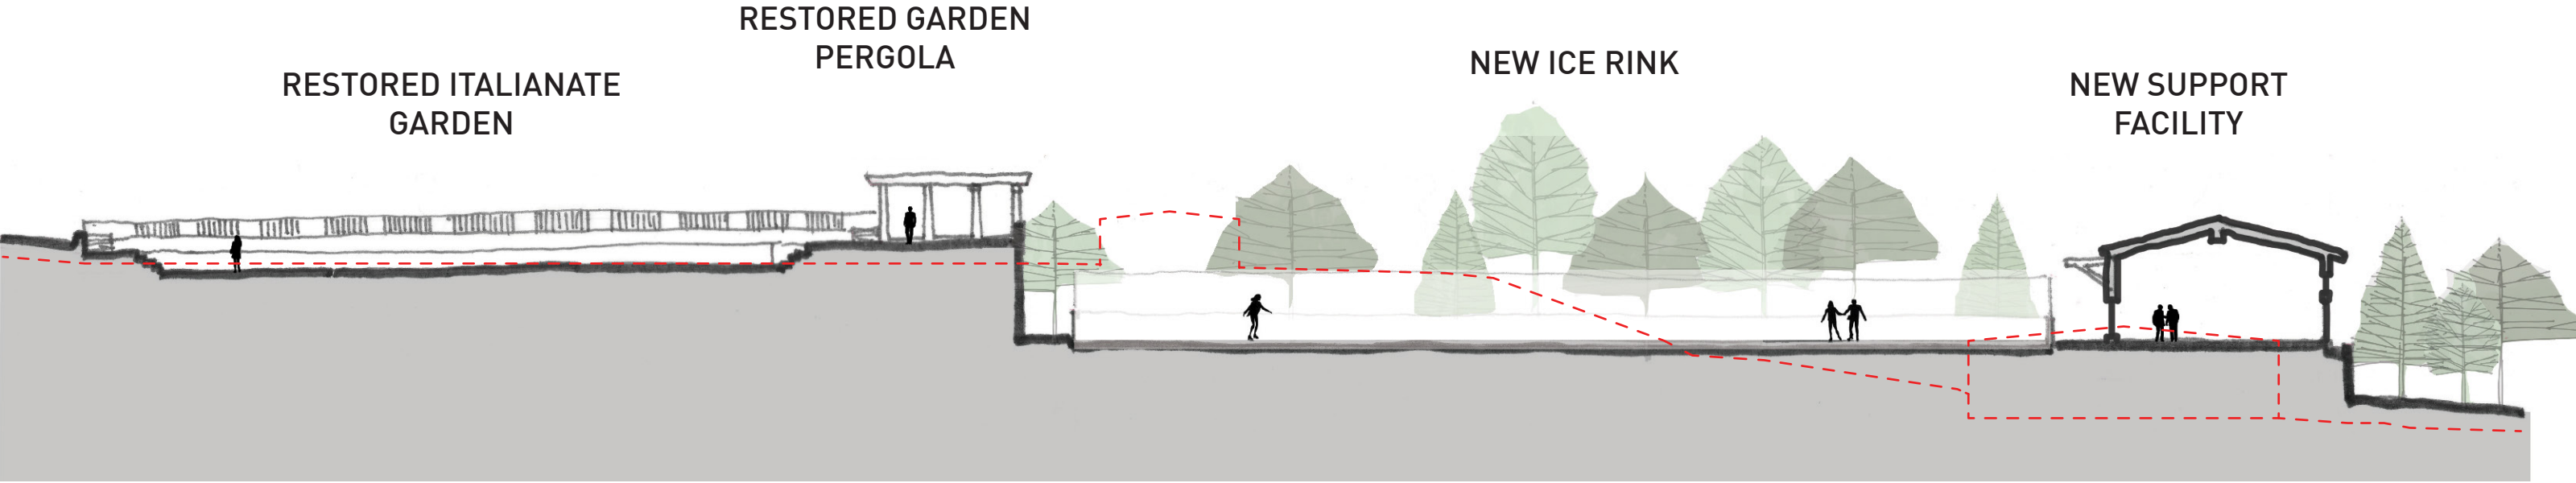 RESTORED ITALIANATE
GARDEN
RESTORED GARDEN
PERGOLA
NEW ICE RINK
NEW SUPPORT
FACILITY